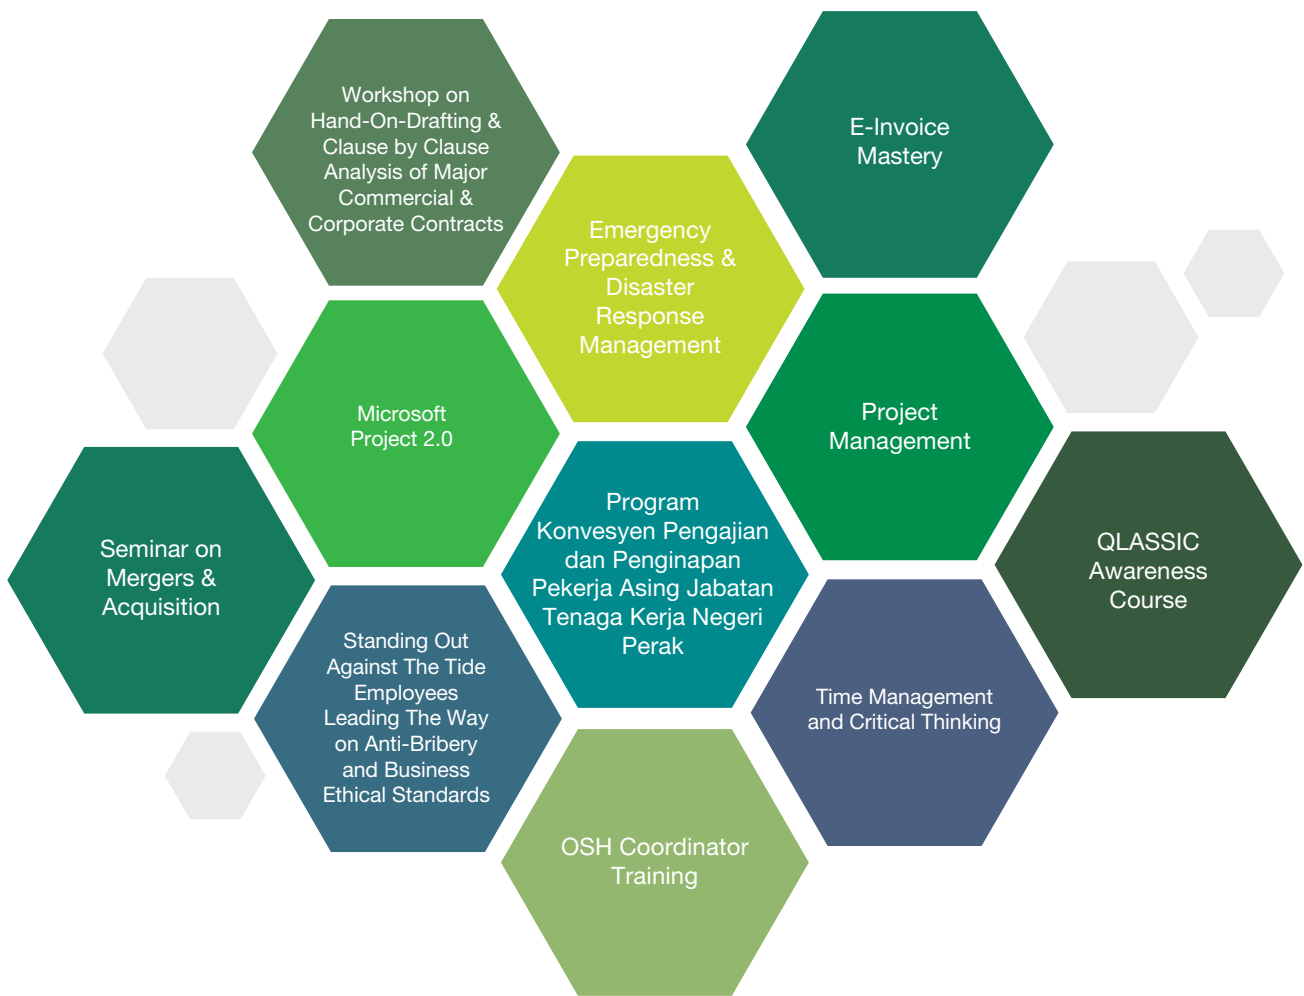 Workshop on
Hand-On-Drafting &
Clause by Clause
Analysis of Major
Commercial &
Corporate Contracts
E-Invoice
Mastery
Emergency
Preparedness &
Disaster
Response
Management
Microsoft
Project 2.0
Project
Management
Program
Konvesyen Pengajian
dan Penginapan
Pekerja Asing Jabatan
Tenaga Kerja Negeri
Perak
Seminar on
Mergers &
Acquisition
QLASSIC
Awareness
Course
Standing Out
Against The Tide
Employees
Leading The Way
on Anti-Bribery
and Business
Ethical Standards
Time Management
and Critical Thinking
OSH Coordinator
Training